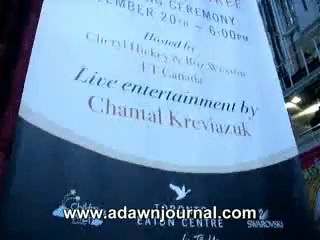 NG CEREMONY
EMBER 20TH ~ 6:00PM
Hosted by
Cheryl Hickey & Roz Weston
ET Canada
Live entertainment by
Chantal Kreviazuk
TORONTO
EATON CENTRE
SWAROVSKI
www.adawnjournal.com